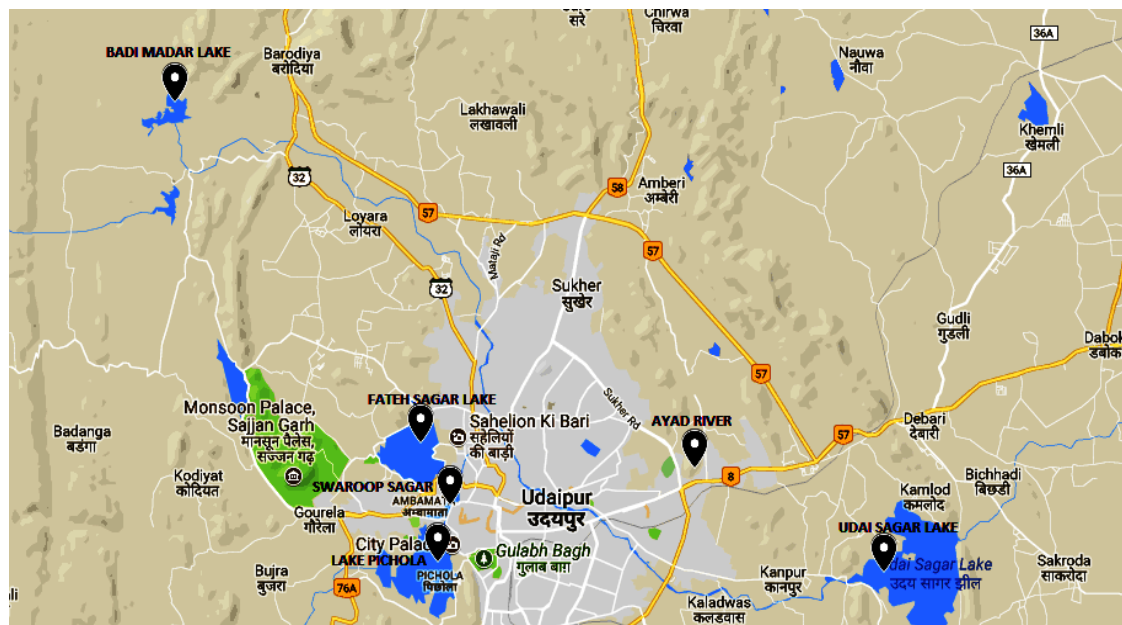 सरे
Chirwa
चिरवा
36A
BADI MADAR LAKE
Barodiya
बरोदिया
Nauwa
नौवा
Lakhawali
लखावली
Khemli
खेमली
36A
32
58
Amberi
अम्बेरी
57
Loyara
लोयरा
Mataji Rd
57
Sukher
सुखेर
32
Gudli
गुडली
Dabok
डबोक
57
FATEH SAGAR LAKE
Sukher Rd
Monsoon Palace,
Sajjan Garh
मानसून पैलेस,
सज्जन गढ़
Sahelion Ki Bari
सहेलियों
की बाड़ी
AYAD RIVER
Debari
देबारी
57
Badanga
बडंगा
Kodiyat
कोदियत
8
Bichhadi
बिछडी
SWAROOP SAGAR
Udaipur
उदयपुर
Kamlod
कमलोद
Gourela
गौरेला
UDAI SAGAR LAKE
City Palac
LAKE PICHOLA
Gulabh Bagh
गुलाब बाग़
dai Sagar Lake
उदय सागर झील
Sakroda
साकरोदा
Bujra
बुजरा
PICHOLA
पिछोला
76A
Kanpur
कानपुर
Kaladwas
कलडवास